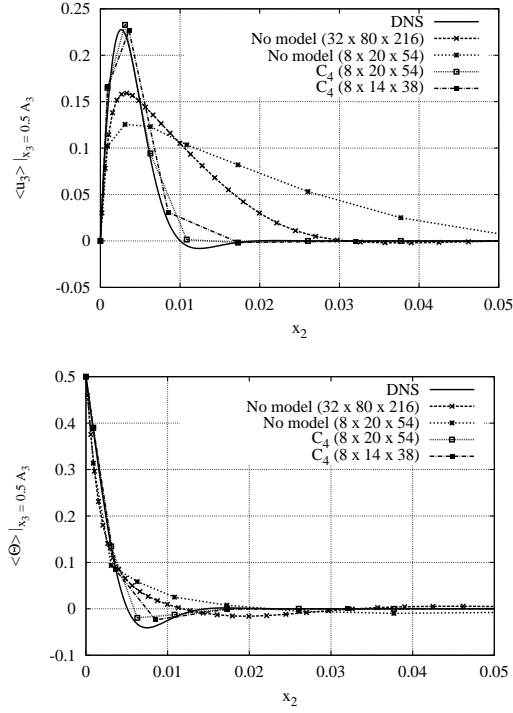 0.25
0.2
0.15
0.1
0.05
0
-0.05
0
0.01
0.02
0.03
0.04
0.05
<u₃>|x₃ = 0.5 A₃
x₂
DNS
No model (32 x 80 x 216)
No model (8 x 20 x 54)
C₄ (8 x 20 x 54)
C₄ (8 x 14 x 38)
0.5
0.4
0.3
0.2
0.1
0
-0.1
0
0.01
0.02
0.03
0.04
0.05
<Θ>|x₃ = 0.5 A₃
x₂
DNS
No model (32 x 80 x 216)
No model (8 x 20 x 54)
C₄ (8 x 20 x 54)
C₄ (8 x 14 x 38)